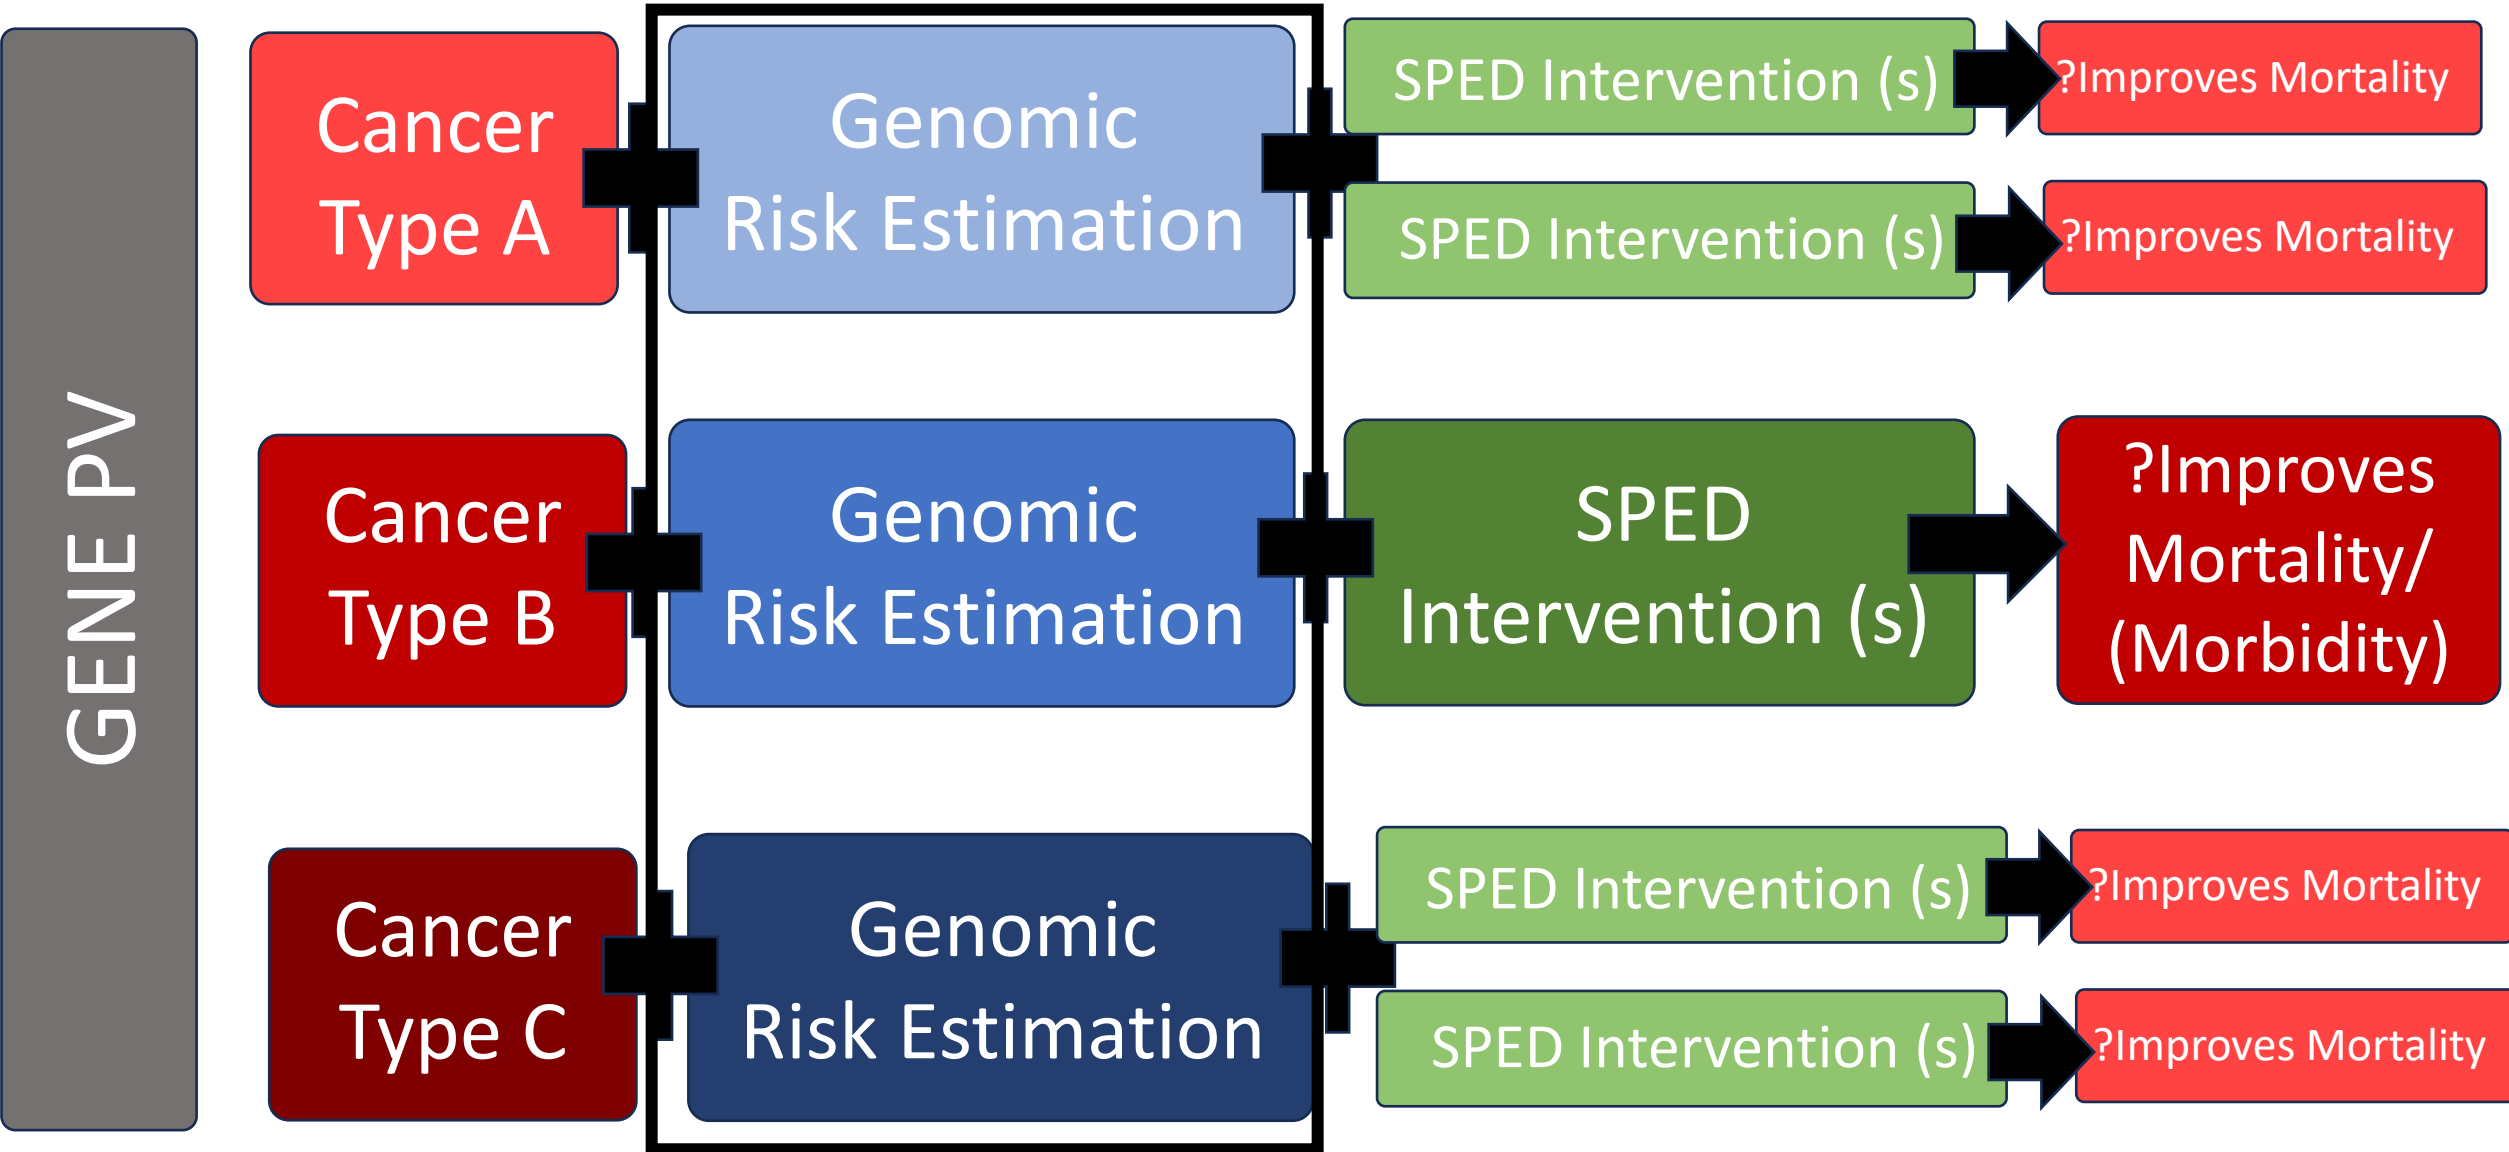 GENE PV
Cancer
Type A
Genomic
Risk Estimation
SPED Intervention (s)
?Improves Mortality
SPED Intervention (s)
?Improves Mortality
Cancer
Type B
Genomic
Risk Estimation
SPED
Intervention (s)
?Improves
Mortality/
(Morbidity)
Cancer
Type C
Genomic
Risk Estimation
SPED Intervention (s)
?Improves Mortality
SPED Intervention (s)
?Improves Mortality